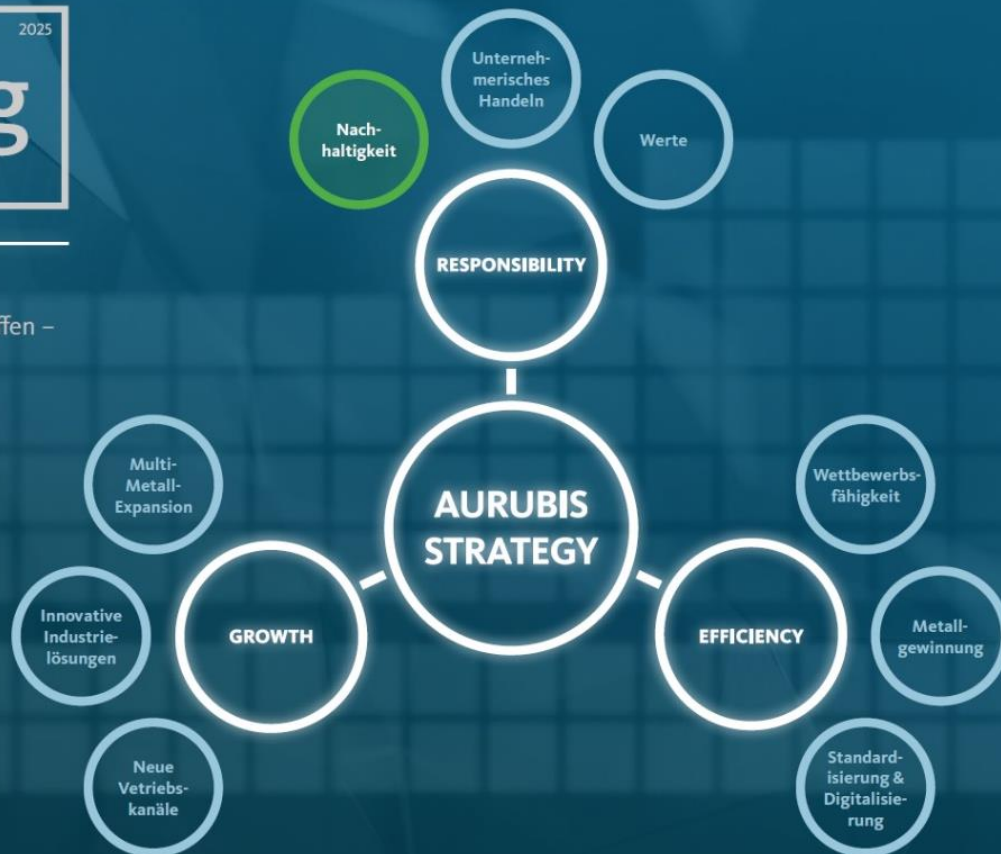 2025
g
ffen –
Unterneh-
merisches
Handeln
Nach-
haltigkeit
Werte
RESPONSIBILITY
Multi-
Metall-
Expansion
Wettbewerbs-
fähigkeit
AURUBIS
STRATEGY
Innovative
Industrie-
lösungen
GROWTH
EFFICIENCY
Metall-
gewinnung
Neue
Vetriebs-
kanäle
Standard-
isierung &
Digitalisie-
rung